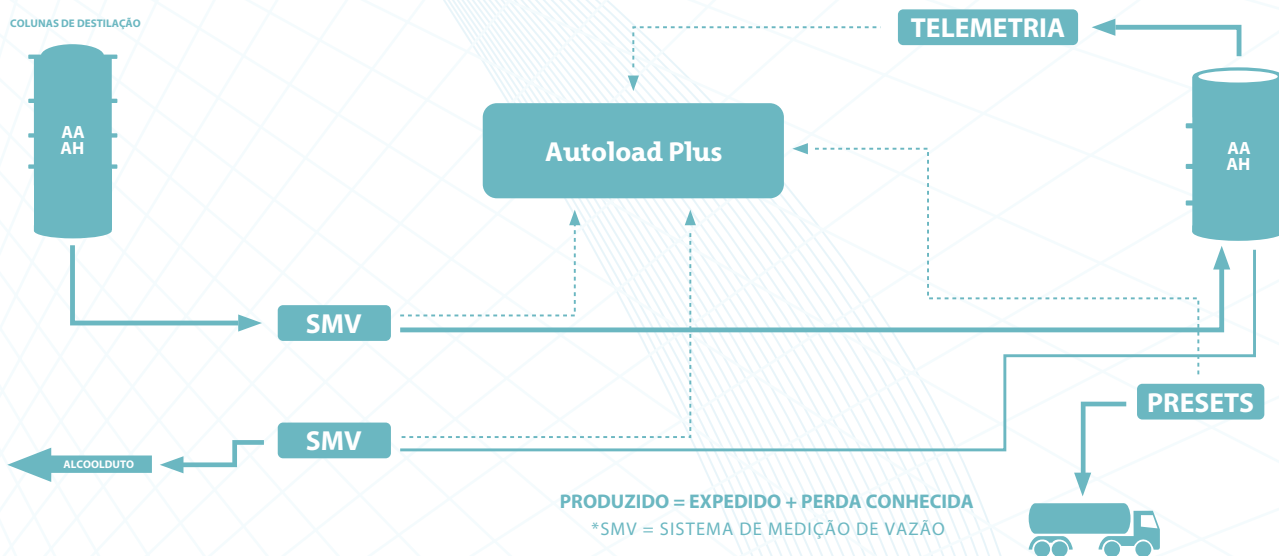 COLUNAS DE DESTILAÇÃO
TELEMETRIA
AA
AH
Autoload Plus
AA
AH
SMV
PRESETS
SMV
ALCOOLDUTO
PRODUZIDO = EXPEDIDO + PERDA CONHECIDA
*SMV = SISTEMA DE MEDIÇÃO DE VAZÃO